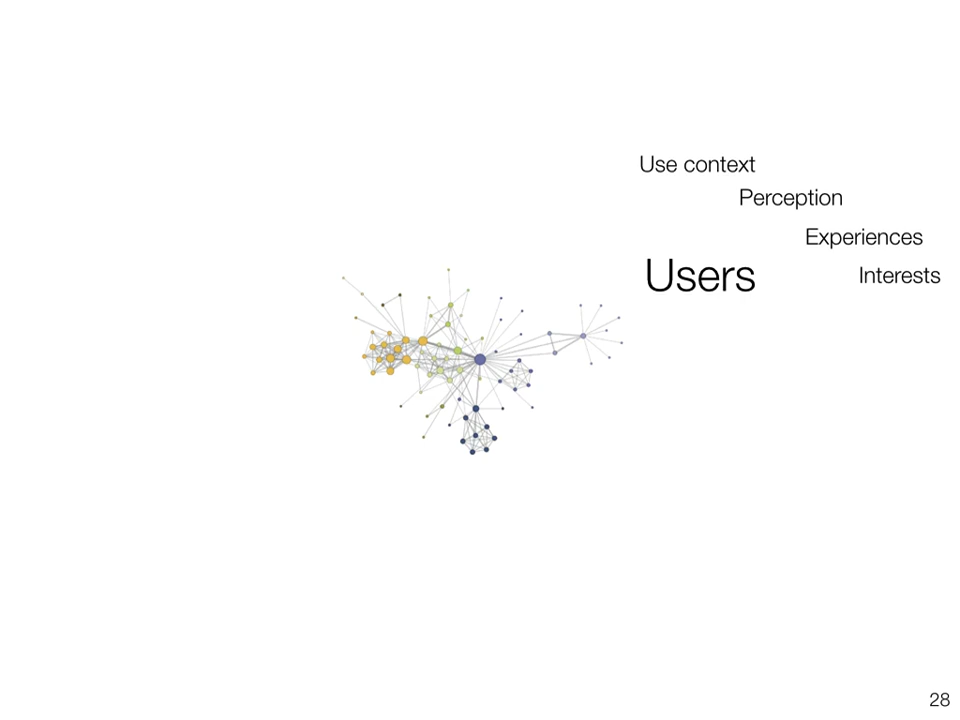 Use context
Perception
Experiences
Users
Interests
28